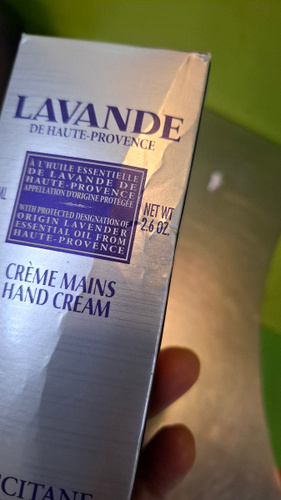 LAVANDE
DE HAUTE-PROVENCE
À L'HUILE ESSENTIELLE
DE LAVANDE DE
HAUTE-PROVENCE
APPELLATION D'ORIGINE PROTÉGÉE
WITH PROTECTED DESIGNATION OF
ORIGIN LAVENDER
ESSENTIAL OIL FROM
HAUTE-PROVENCE
NET WT
2.6 OZ.
CRÈME MAINS
HAND CREAM
CCITANE